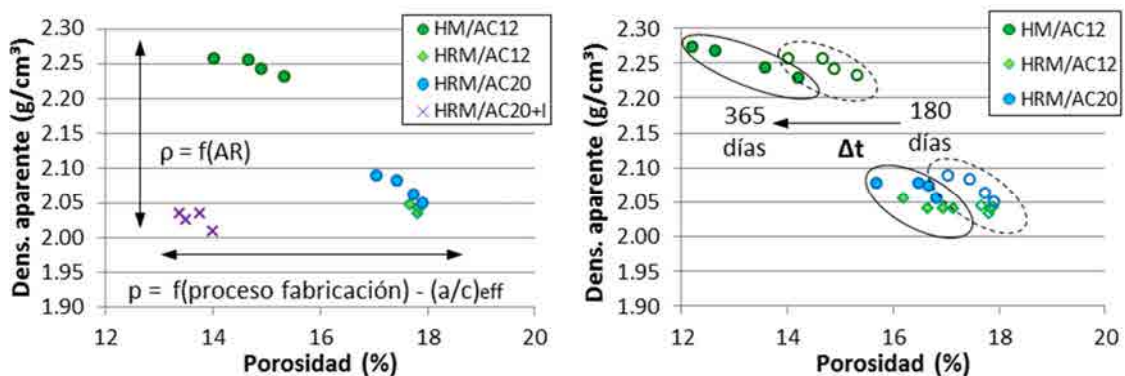 Dens. aparente (g/cm³)
2.30
2.25
2.20
2.15
2.10
2.05
2.00
1.95
1.90
HM/AC12
HRM/AC12
HRM/AC20
HRM/AC20+I
ρ = f(AR)
p = f(proceso fabricación) - (a/c)eff
12 14 16 18 20
Porosidad (%)
Dens. aparente (g/cm³)
2.30
2.25
2.20
2.15
2.10
2.05
2.00
1.95
1.90
HM/AC12
HRM/AC12
HRM/AC20
365 180
días días
Δt
12 14 16 18 20
Porosidad (%)